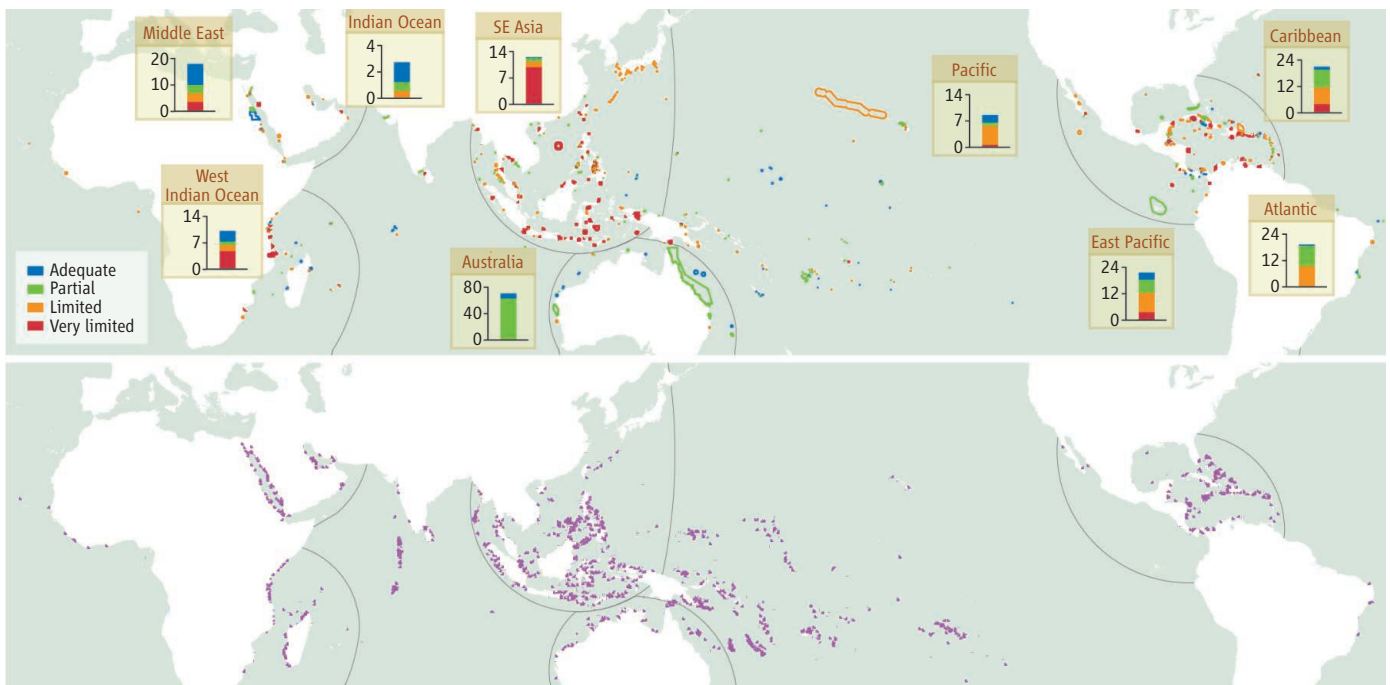 Middle East
20
10
0
Indian Ocean
4
2
0
SE Asia
14
7
0
Pacific
14
7
0
Caribbean
24
12
0
West
Indian Ocean
14
7
0
Australia
80
40
0
East Pacific
24
12
0
Atlantic
24
12
0
Adequate
Partial
Limited
Very limited